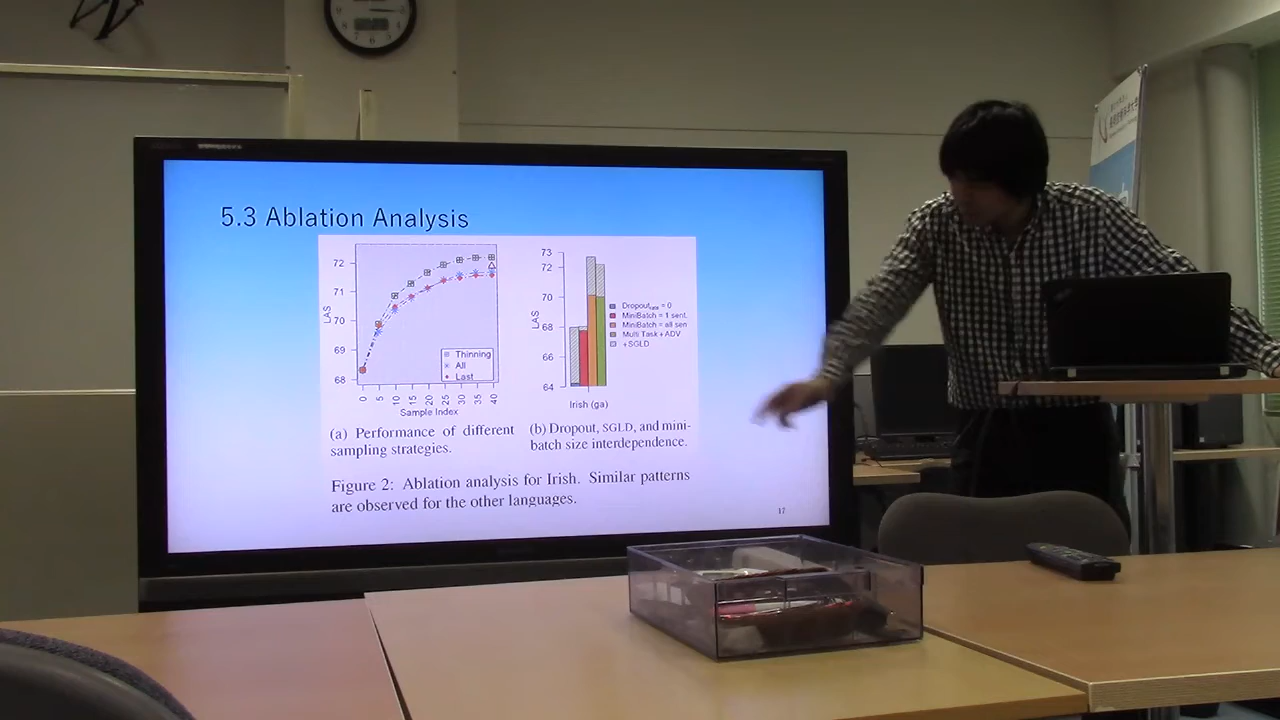 5.3 Ablation Analysis
LAS
72
71
70
69
68
Thinning
All
Last
0 5 10 15 20 25 30 35 40
Sample Index
(a) Performance of different
sampling strategies.
LAS
73
72
70
68
66
64
Dropout_rate = 0
MiniBatch = 1 sent.
MiniBatch = all sen
Multi Task + ADV
+SGLD
Irish (ga)
(b) Dropout, SGLD, and mini-
batch size interdependence.
Figure 2: Ablation analysis for Irish. Similar patterns
are observed for the other languages.
17